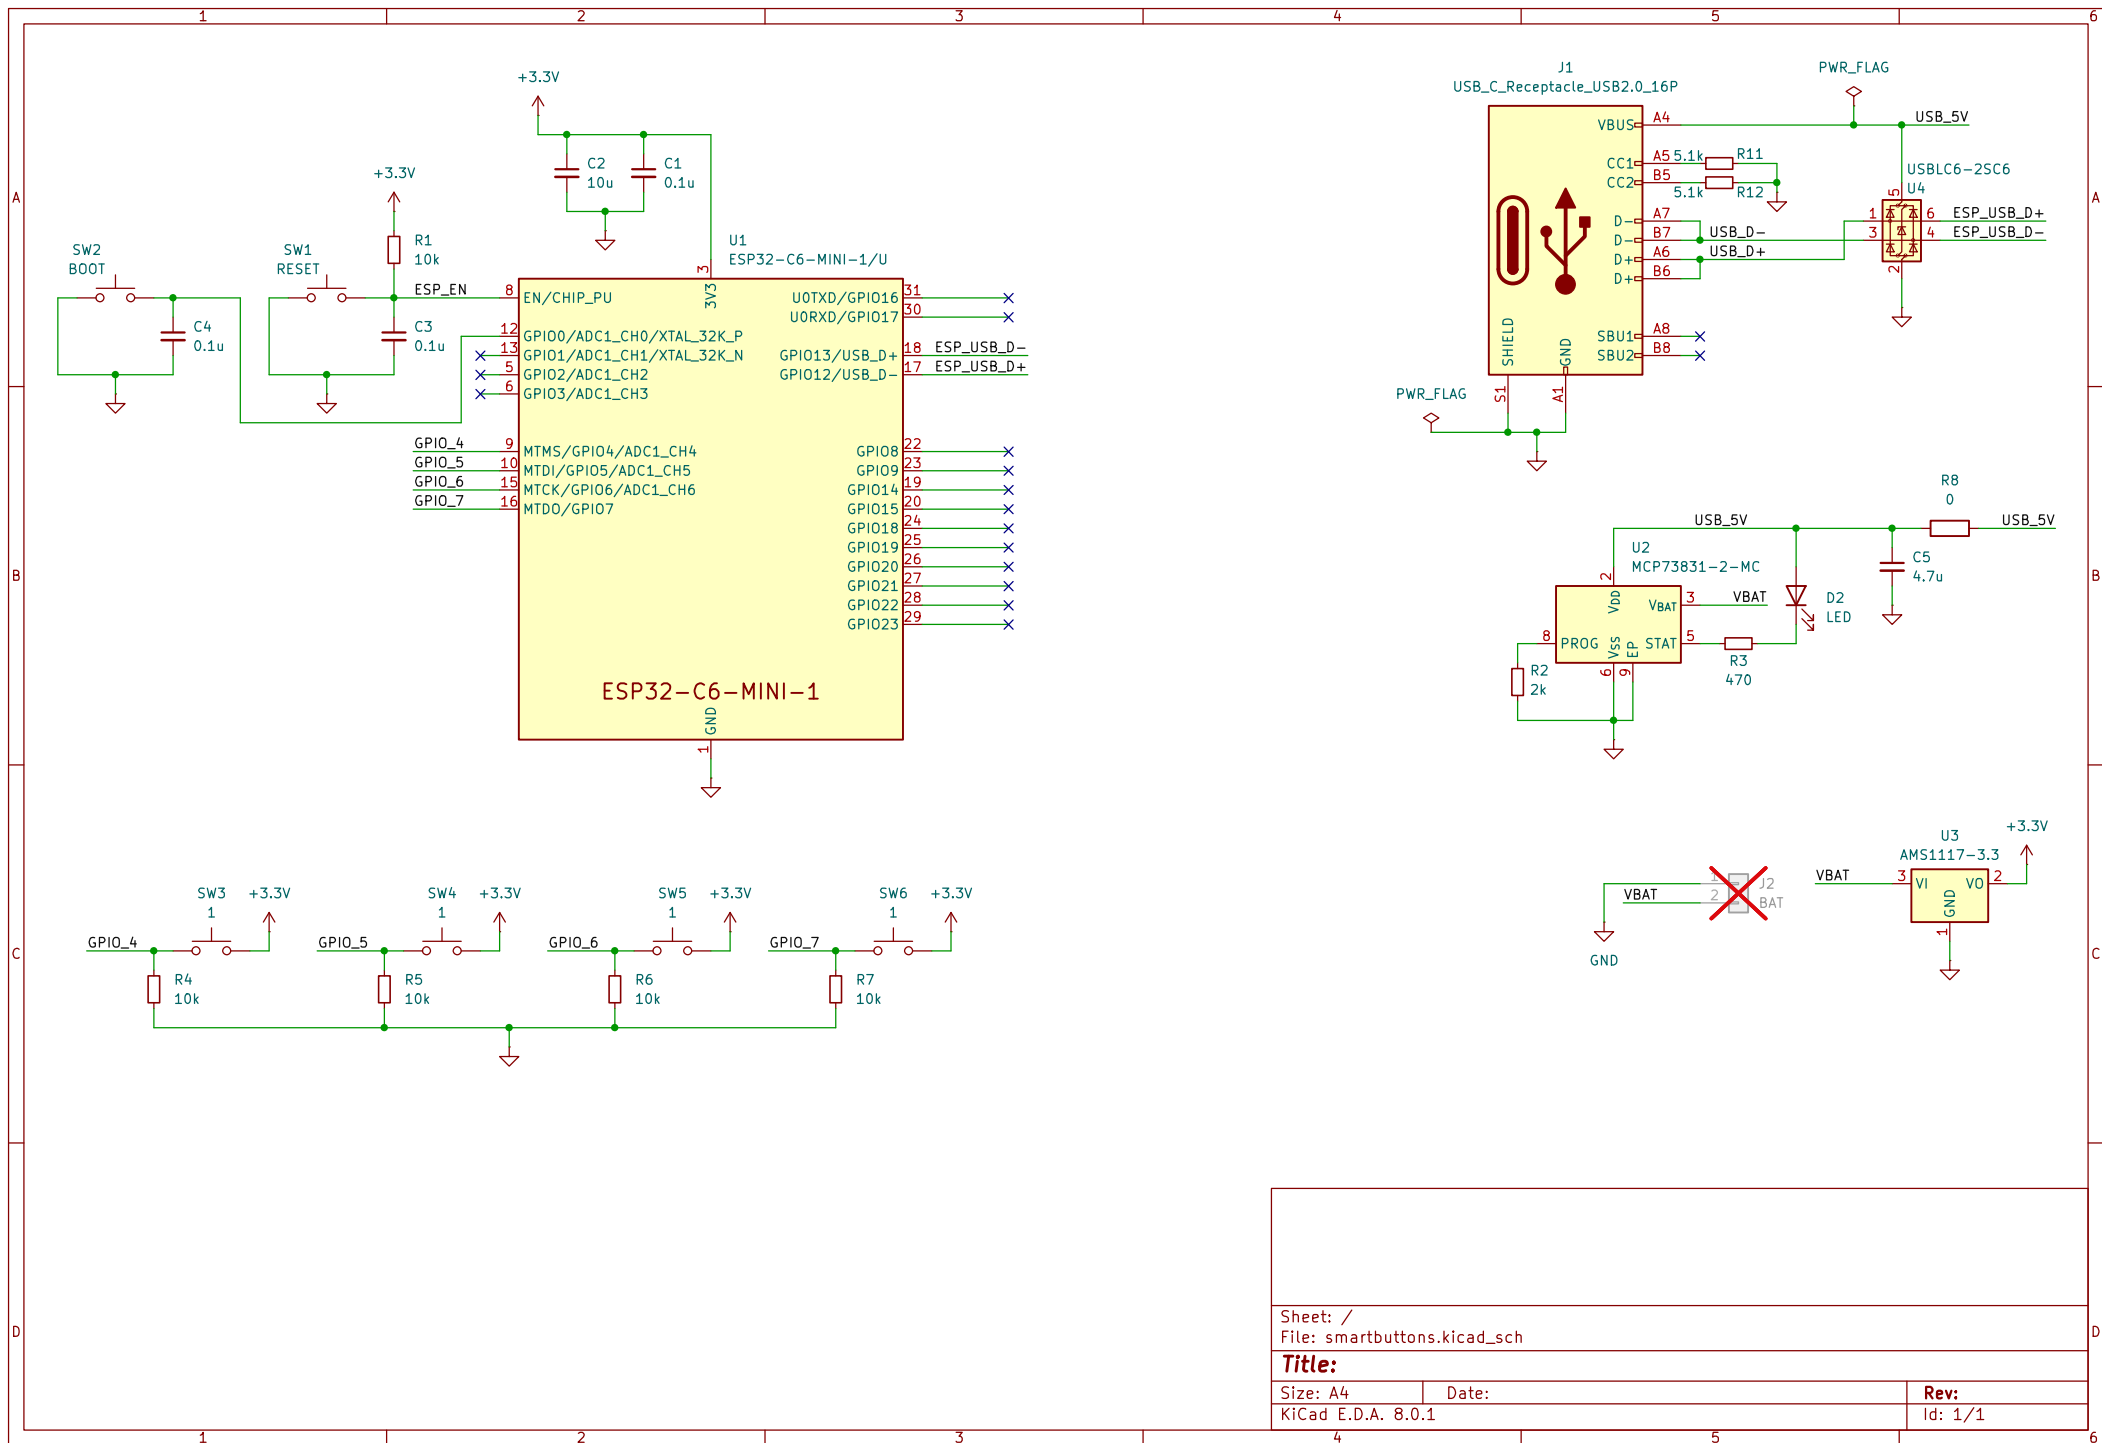 1 2 3 4 5 6
A
B
C
D
+3.3V
C2
10u
C1
0.1u
+3.3V
R1
10k
SW2
BOOT
SW1
RESET
ESP_EN
C4
0.1u
C3
0.1u
U1
ESP32-C6-MINI-1/U
3
3V3
8 EN/CHIP_PU
12 GPIO0/ADC1_CH0/XTAL_32K_P
13 GPIO1/ADC1_CH1/XTAL_32K_N
5 GPIO2/ADC1_CH2
6 GPIO3/ADC1_CH3
GPIO_4 9 MTMS/GPIO4/ADC1_CH4
GPIO_5 10 MTDI/GPIO5/ADC1_CH5
GPIO_6 15 MTCK/GPIO6/ADC1_CH6
GPIO_7 16 MTDO/GPIO7
U0TXD/GPIO16 31
U0RXD/GPIO17 30
GPIO13/USB_D+ 18 ESP_USB_D-
GPIO12/USB_D- 17 ESP_USB_D+
GPIO8 22
GPIO9 23
GPIO14 19
GPIO15 20
GPIO18 24
GPIO19 25
GPIO20 26
GPIO21 27
GPIO22 28
GPIO23 29
ESP32-C6-MINI-1
GND
1
J1
USB_C_Receptacle_USB2.0_16P
VBUS A4
CC1 A5 5.1k R11
CC2 B5 5.1k R12
D- A7
D- B7 USB_D-
D+ A6 USB_D+
D+ B6
SBU1 A8
SBU2 B8
SHIELD
S1
GND
A1
PWR_FLAG
PWR_FLAG
USB_5V
USBLC6-2SC6
U4
5
1 6 ESP_USB_D+
3 4 ESP_USB_D-
2
R8
0
USB_5V USB_5V
U2
MCP73831-2-MC
2
VDD
VBAT 3 VBAT
8 PROG
STAT 5
VSS
6
EP
9
R2
2k
R3
470
D2
LED
C5
4.7u
SW3
1
+3.3V
GPIO_4
R4
10k
SW4
1
+3.3V
GPIO_5
R5
10k
SW5
1
+3.3V
GPIO_6
R6
10k
SW6
1
+3.3V
GPIO_7
R7
10k
1 J2
VBAT 2 BAT
GND
U3
AMS1117-3.3
+3.3V
VBAT 3 VI VO 2
GND
1
Sheet: /
File: smartbuttons.kicad_sch
Title:
Size: A4 Date: Rev:
KiCad E.D.A. 8.0.1 Id: 1/1
A
B
C
D
1 2 3 4 5 6